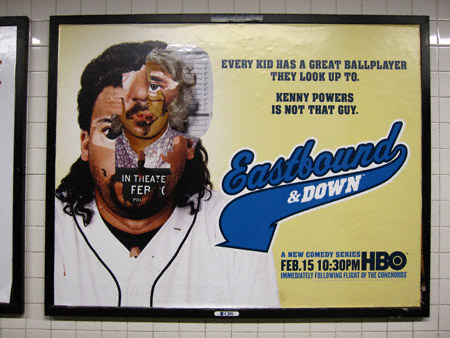 EVERY KID HAS A GREAT BALLPLAYER
THEY LOOK UP TO.
KENNY POWERS
IS NOT THAT GUY.
IN THEATE
FEB
Eastbound
& DOWN
A NEW COMEDY SERIES
FEB.15 10:30PM HBO
IMMEDIATELY FOLLOWING FLIGHT OF THE CONCHORDS
CBS